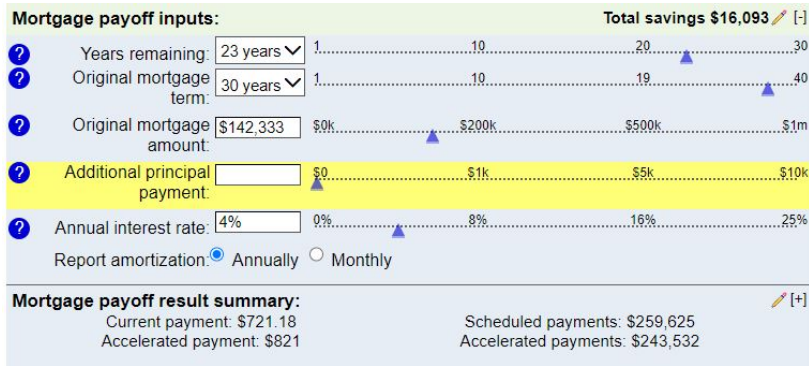 Mortgage payoff inputs: Total savings $16,093 [-]
? Years remaining: 23 years 1 10 20 30
? Original mortgage term: 30 years 1 10 19 40
? Original mortgage amount: $142,333 $0k $200k $500k $1m
? Additional principal payment: $0 $1k $5k $10k
? Annual interest rate: 4% 0% 8% 16% 25%
Report amortization: Annually Monthly
Mortgage payoff result summary: [+]
Current payment: $721.18 Scheduled payments: $259,625
Accelerated payment: $821 Accelerated payments: $243,532